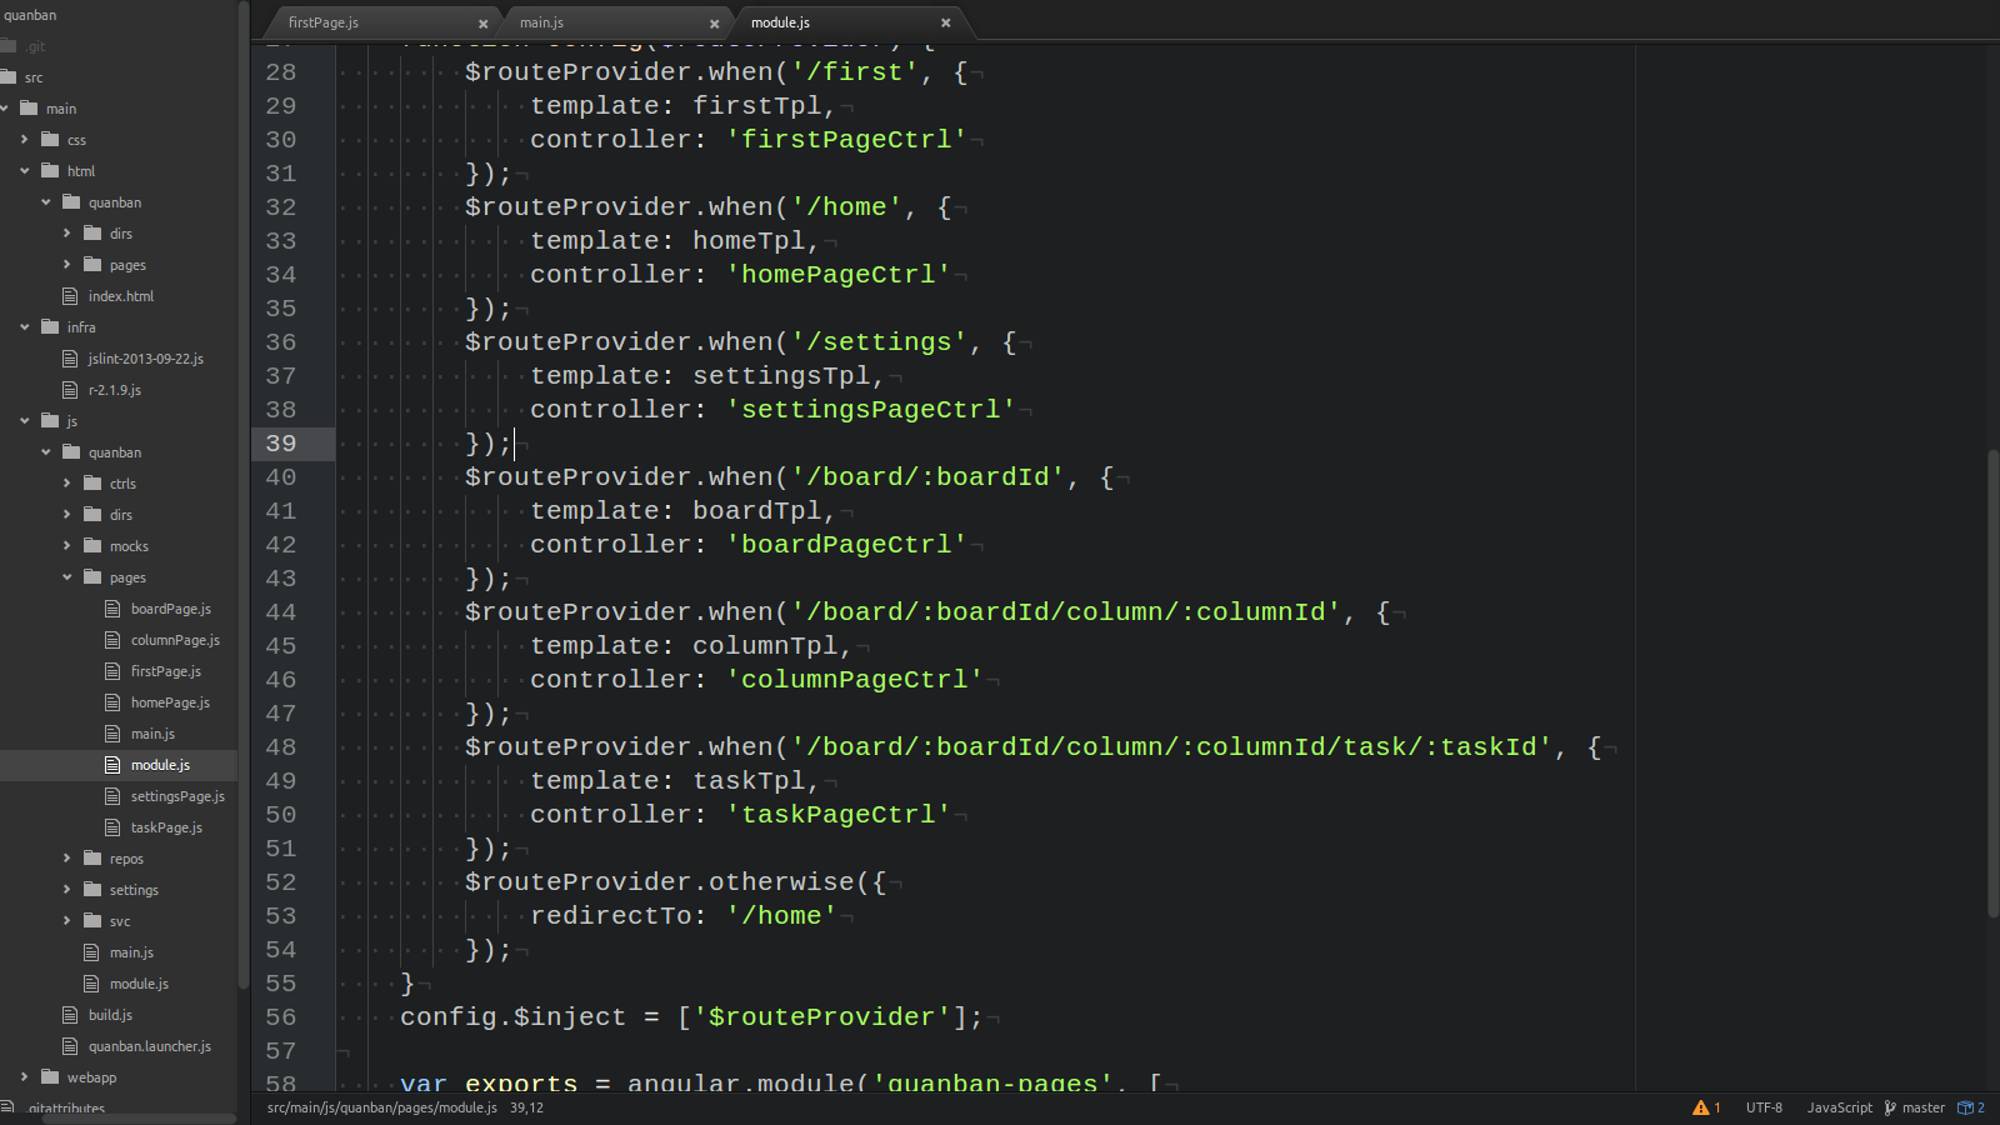 quanban
.git
src
main
css
html
quanban
dirs
pages
index.html
infra
jslint-2013-09-22.js
r-2.1.9.js
js
quanban
ctrls
dirs
mocks
pages
boardPage.js
columnPage.js
firstPage.js
homePage.js
main.js
module.js
settingsPage.js
taskPage.js
repos
settings
svc
main.js
module.js
build.js
quanban.launcher.js
webapp
.gitattributes
firstPage.js
main.js
module.js
27 function config($routeProvider) {
28 $routeProvider.when('/first', {
29 template: firstTpl,
30 controller: 'firstPageCtrl'
31 });
32 $routeProvider.when('/home', {
33 template: homeTpl,
34 controller: 'homePageCtrl'
35 });
36 $routeProvider.when('/settings', {
37 template: settingsTpl,
38 controller: 'settingsPageCtrl'
39 });
40 $routeProvider.when('/board/:boardId', {
41 template: boardTpl,
42 controller: 'boardPageCtrl'
43 });
44 $routeProvider.when('/board/:boardId/column/:columnId', {
45 template: columnTpl,
46 controller: 'columnPageCtrl'
47 });
48 $routeProvider.when('/board/:boardId/column/:columnId/task/:taskId', {
49 template: taskTpl,
50 controller: 'taskPageCtrl'
51 });
52 $routeProvider.otherwise({
53 redirectTo: '/home'
54 });
55 }
56 config.$inject = ['$routeProvider'];
57
58 var exports = angular.module('quanban-pages', [
src/main/js/quanban/pages/module.js 39,12
1 UTF-8 JavaScript master 2